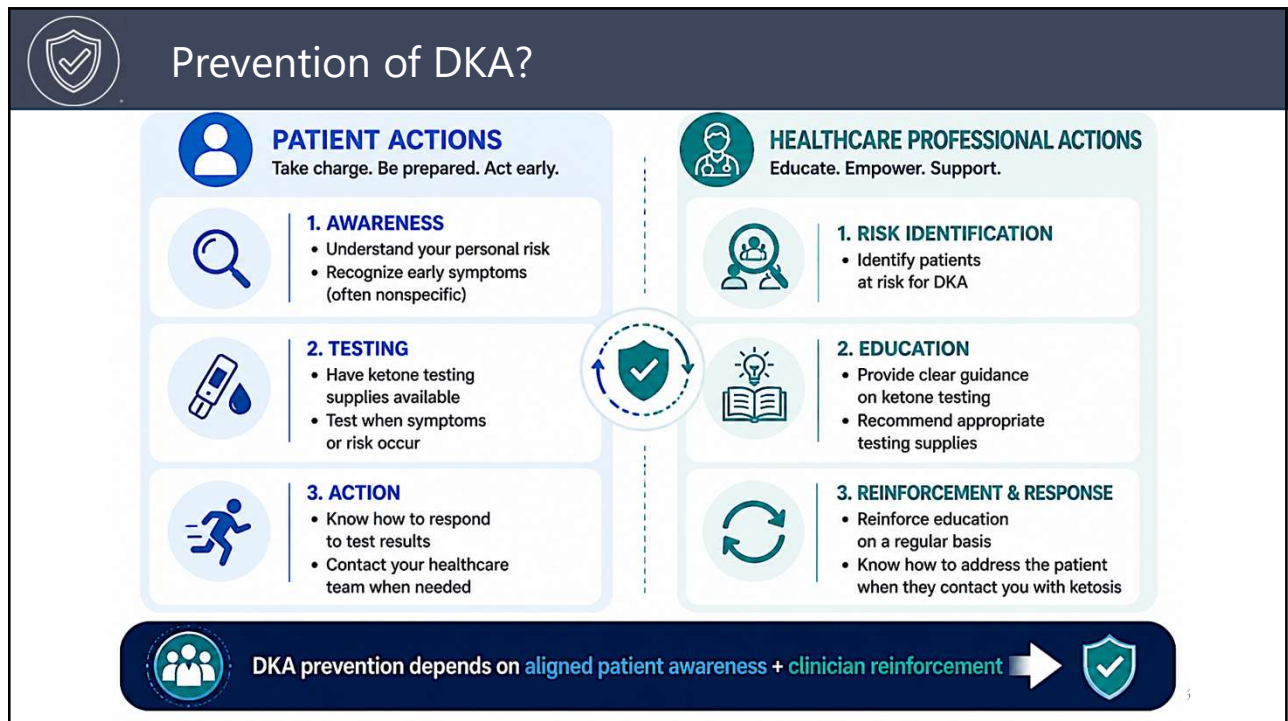 Prevention of DKA?
PATIENT ACTIONS
Take charge. Be prepared. Act early.
1. AWARENESS
• Understand your personal risk
• Recognize early symptoms
(often nonspecific)
2. TESTING
• Have ketone testing
supplies available
• Test when symptoms
or risk occur
3. ACTION
• Know how to respond
to test results
• Contact your healthcare
team when needed
HEALTHCARE PROFESSIONAL ACTIONS
Educate. Empower. Support.
1. RISK IDENTIFICATION
• Identify patients
at risk for DKA
2. EDUCATION
• Provide clear guidance
on ketone testing
• Recommend appropriate
testing supplies
3. REINFORCEMENT & RESPONSE
• Reinforce education
on a regular basis
• Know how to address the patient
when they contact you with ketosis
DKA prevention depends on aligned patient awareness + clinician reinforcement